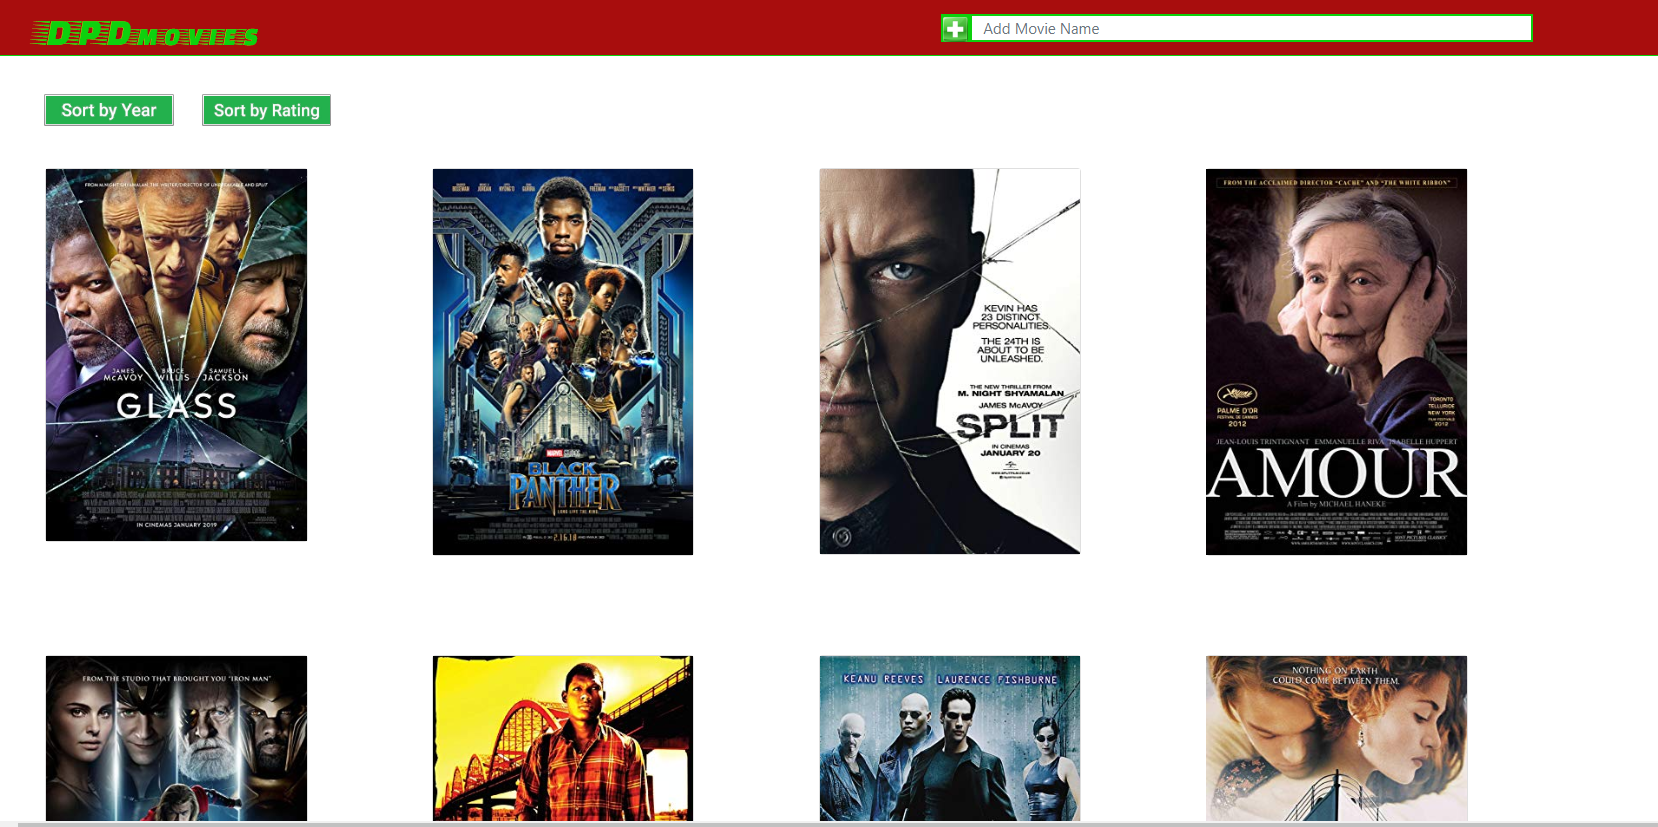 DPDMOVIES
Add Movie Name
Sort by Year
Sort by Rating
FROM M. NIGHT SHYAMALAN, THE WRITER/DIRECTOR OF UNBREAKABLE AND SPLIT
JAMES McAVOY
BRUCE WILLIS
SAMUEL L. JACKSON
GLASS
IN CINEMAS JANUARY 2019
MARVEL STUDIOS
BLACK
PANTHER
LONG LIVE THE KING
2.16.18
KEVIN HAS
23 DISTINCT
PERSONALITIES.
THE 24TH IS
ABOUT TO BE
UNLEASHED.
THE NEW THRILLER FROM
M. NIGHT SHYAMALAN
JAMES McAVOY
SPLIT
IN CINEMAS
JANUARY 20
FROM THE ACCLAIMED DIRECTOR "CACHÉ" AND "THE WHITE RIBBON"
PALME D'OR
FESTIVAL DE CANNES
2012
TORONTO
TELLURIDE
NEW YORK
FILM FESTIVALS
2012
JEAN-LOUIS TRINTIGNANT EMMANUELLE RIVA ISABELLE HUPPERT
AMOUR
A Film by MICHAEL HANEKE
FROM THE STUDIO THAT BROUGHT YOU "IRON MAN"
KEANU REEVES LAURENCE FISHBURNE
NOTHING ON EARTH
COULD COME BETWEEN THEM.